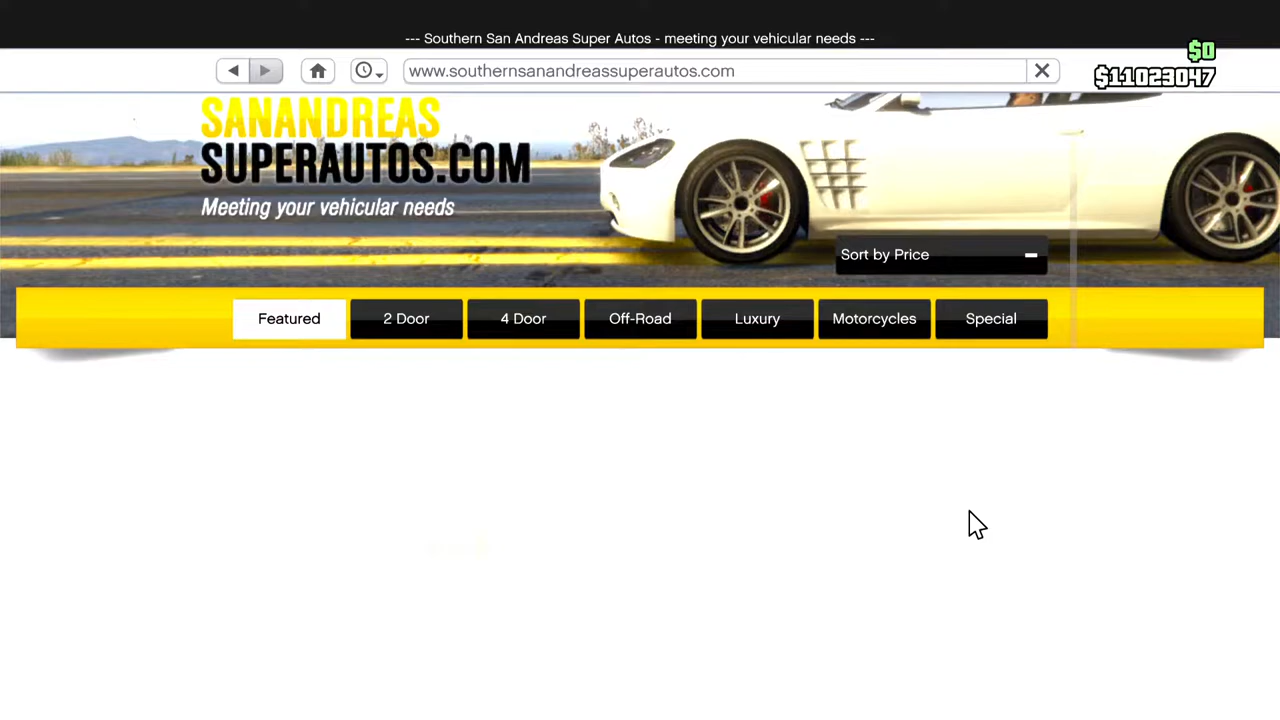 --- Southern San Andreas Super Autos - meeting your vehicular needs ---
www.southernsanandreassuperautos.com
$0
$11023047
SANANDREAS
SUPERAUTOS.COM
Meeting your vehicular needs
Sort by Price
Featured
2 Door
4 Door
Off-Road
Luxury
Motorcycles
Special